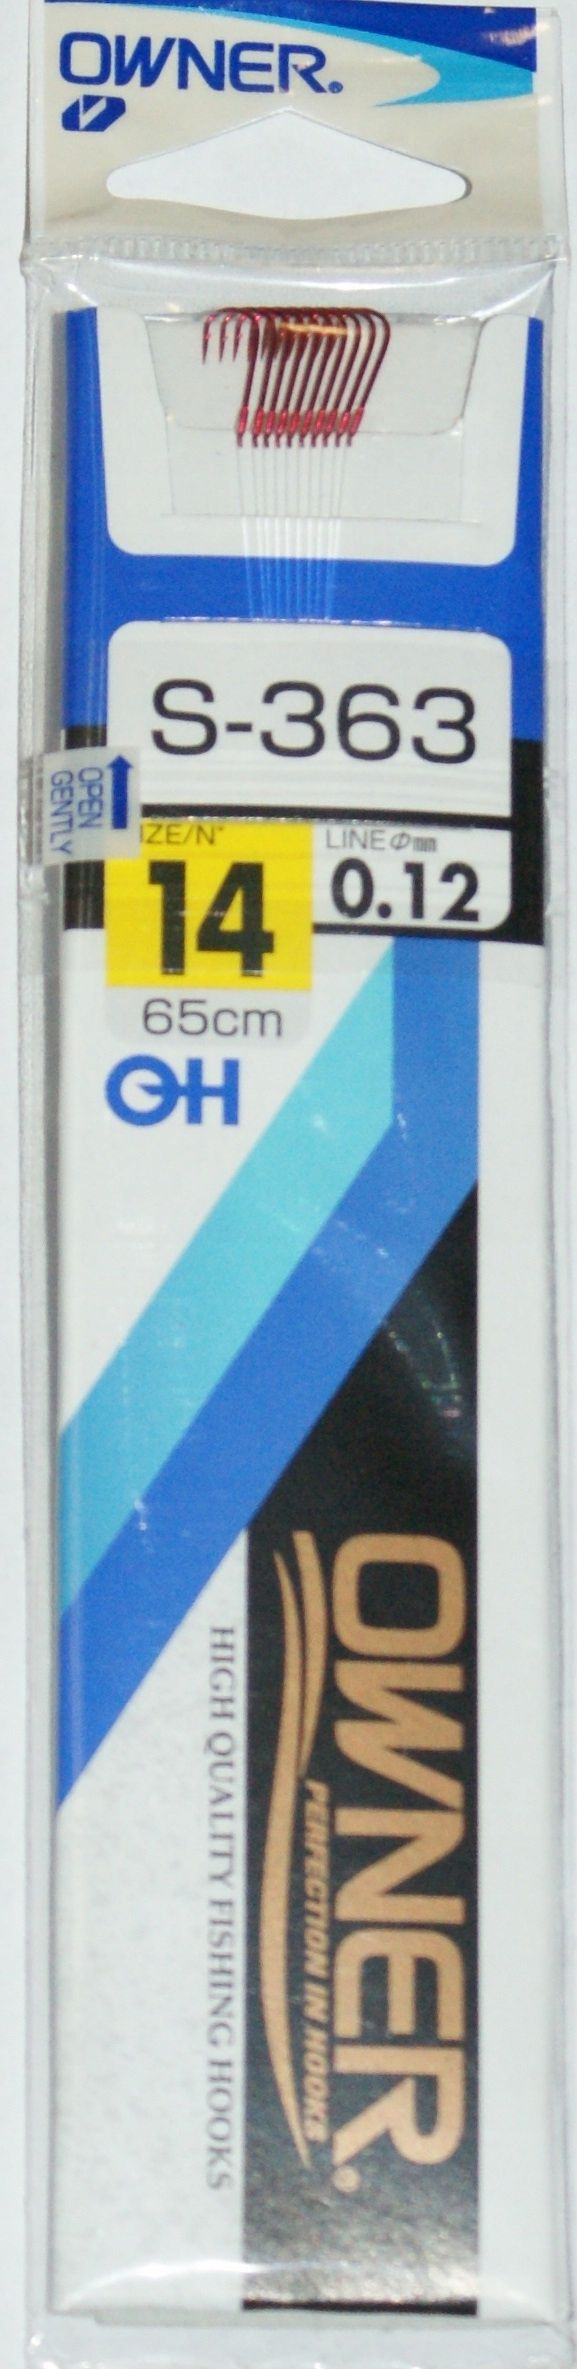 OWNER®
S-363
OPEN
GENTLY
IZE/N°
LINE Φ mm
14
0.12
65cm
OH
OWNER®
PERFECTION IN HOOKS
HIGH QUALITY FISHING HOOKS